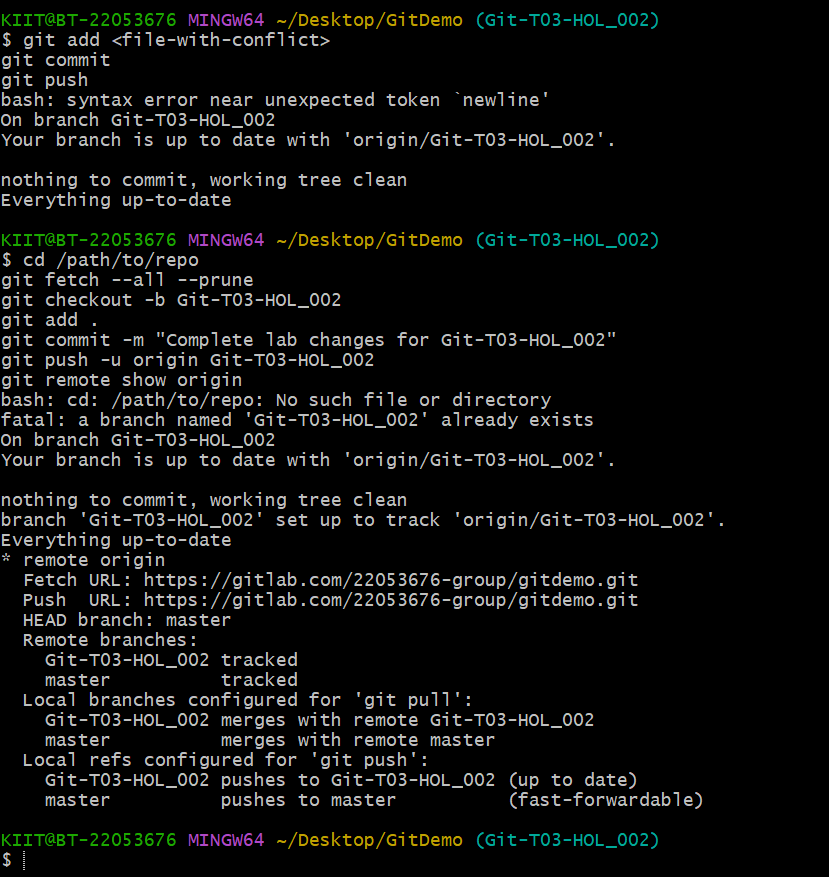 KIIT@BT-22053676 MINGW64 ~/Desktop/GitDemo (Git-T03-HOL_002)
$ git add <file-with-conflict>
git commit
git push
bash: syntax error near unexpected token `newline'
On branch Git-T03-HOL_002
Your branch is up to date with 'origin/Git-T03-HOL_002'.

nothing to commit, working tree clean
Everything up-to-date

KIIT@BT-22053676 MINGW64 ~/Desktop/GitDemo (Git-T03-HOL_002)
$ cd /path/to/repo
git fetch --all --prune
git checkout -b Git-T03-HOL_002
git add .
git commit -m "Complete lab changes for Git-T03-HOL_002"
git push -u origin Git-T03-HOL_002
git remote show origin
bash: cd: /path/to/repo: No such file or directory
fatal: a branch named 'Git-T03-HOL_002' already exists
On branch Git-T03-HOL_002
Your branch is up to date with 'origin/Git-T03-HOL_002'.

nothing to commit, working tree clean
branch 'Git-T03-HOL_002' set up to track 'origin/Git-T03-HOL_002'.
Everything up-to-date
* remote origin
  Fetch URL: https://gitlab.com/22053676-group/gitdemo.git
  Push  URL: https://gitlab.com/22053676-group/gitdemo.git
  HEAD branch: master
  Remote branches:
    Git-T03-HOL_002 tracked
    master          tracked
  Local branches configured for 'git pull':
    Git-T03-HOL_002 merges with remote Git-T03-HOL_002
    master          merges with remote master
  Local refs configured for 'git push':
    Git-T03-HOL_002 pushes to Git-T03-HOL_002 (up to date)
    master          pushes to master          (fast-forwardable)

KIIT@BT-22053676 MINGW64 ~/Desktop/GitDemo (Git-T03-HOL_002)
$